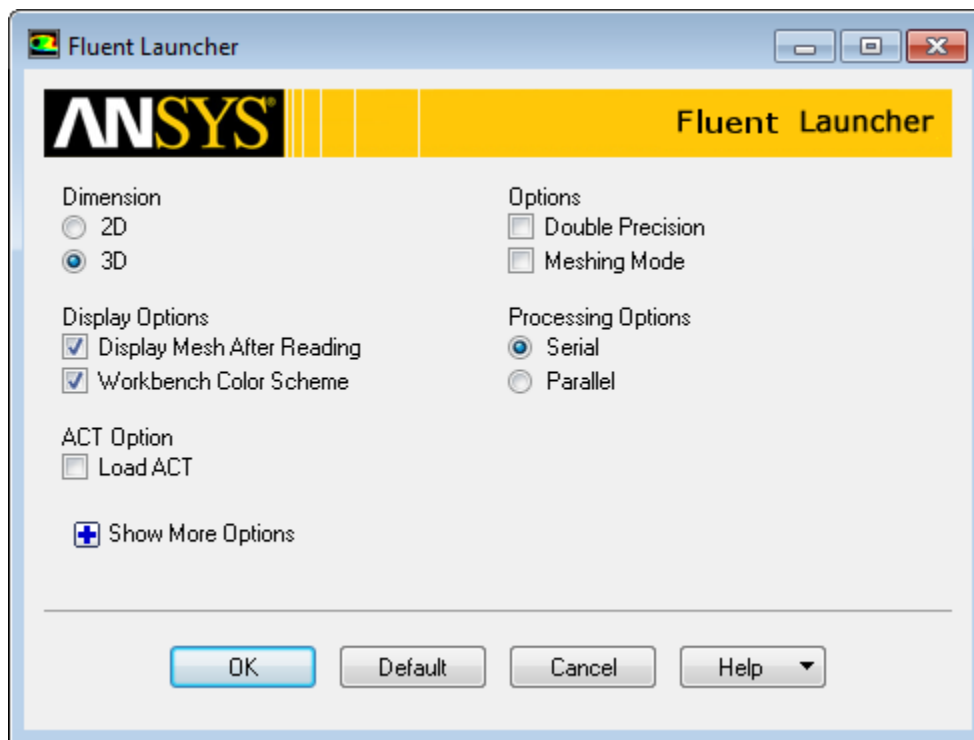 Fluent Launcher
ANSYS®
Fluent Launcher
Dimension
2D
3D
Options
Double Precision
Meshing Mode
Display Options
Display Mesh After Reading
Workbench Color Scheme
Processing Options
Serial
Parallel
ACT Option
Load ACT
Show More Options
OK
Default
Cancel
Help